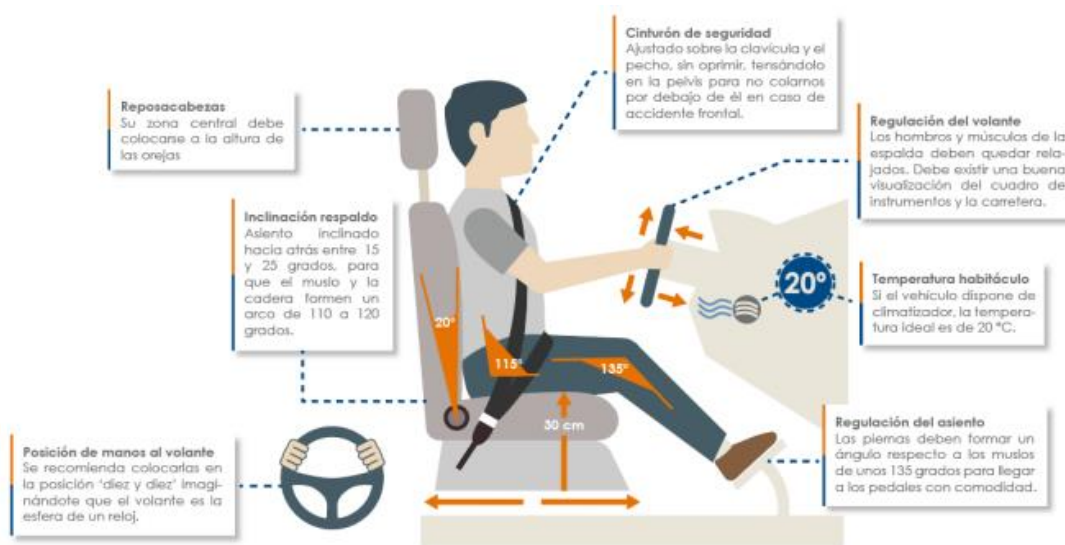 Cinturón de seguridad
Ajustado sobre la clavícula y el
pecho, sin oprimir, tensándolo
en la pelvis para no colarnos
por debajo de él en caso de
accidente frontal.
Reposacabezas
Su zona central debe
colocarse a la altura de
las orejas
Regulación del volante
Los hombros y músculos de la
espalda deben quedar rela-
jados. Debe existir una buena
visualización del cuadro de
instrumentos y la carretera.
Inclinación respaldo
Asiento inclinado
hacia atrás entre 15
y 25 grados, para
que el muslo y la
cadera formen un
arco de 110 a 120
grados.
20º
Temperatura habitáculo
Si el vehículo dispone de
climatizador, la tempera-
tura ideal es de 20 °C.
20º
115º
135º
30 cm
Posición de manos al volante
Se recomienda colocarlas en
la posición ‘diez y diez’ imagi-
nándote que el volante es la
esfera de un reloj.
Regulación del asiento
Las piernas deben formar un
ángulo respecto a los muslos
de unos 135 grados para llegar
a los pedales con comodidad.